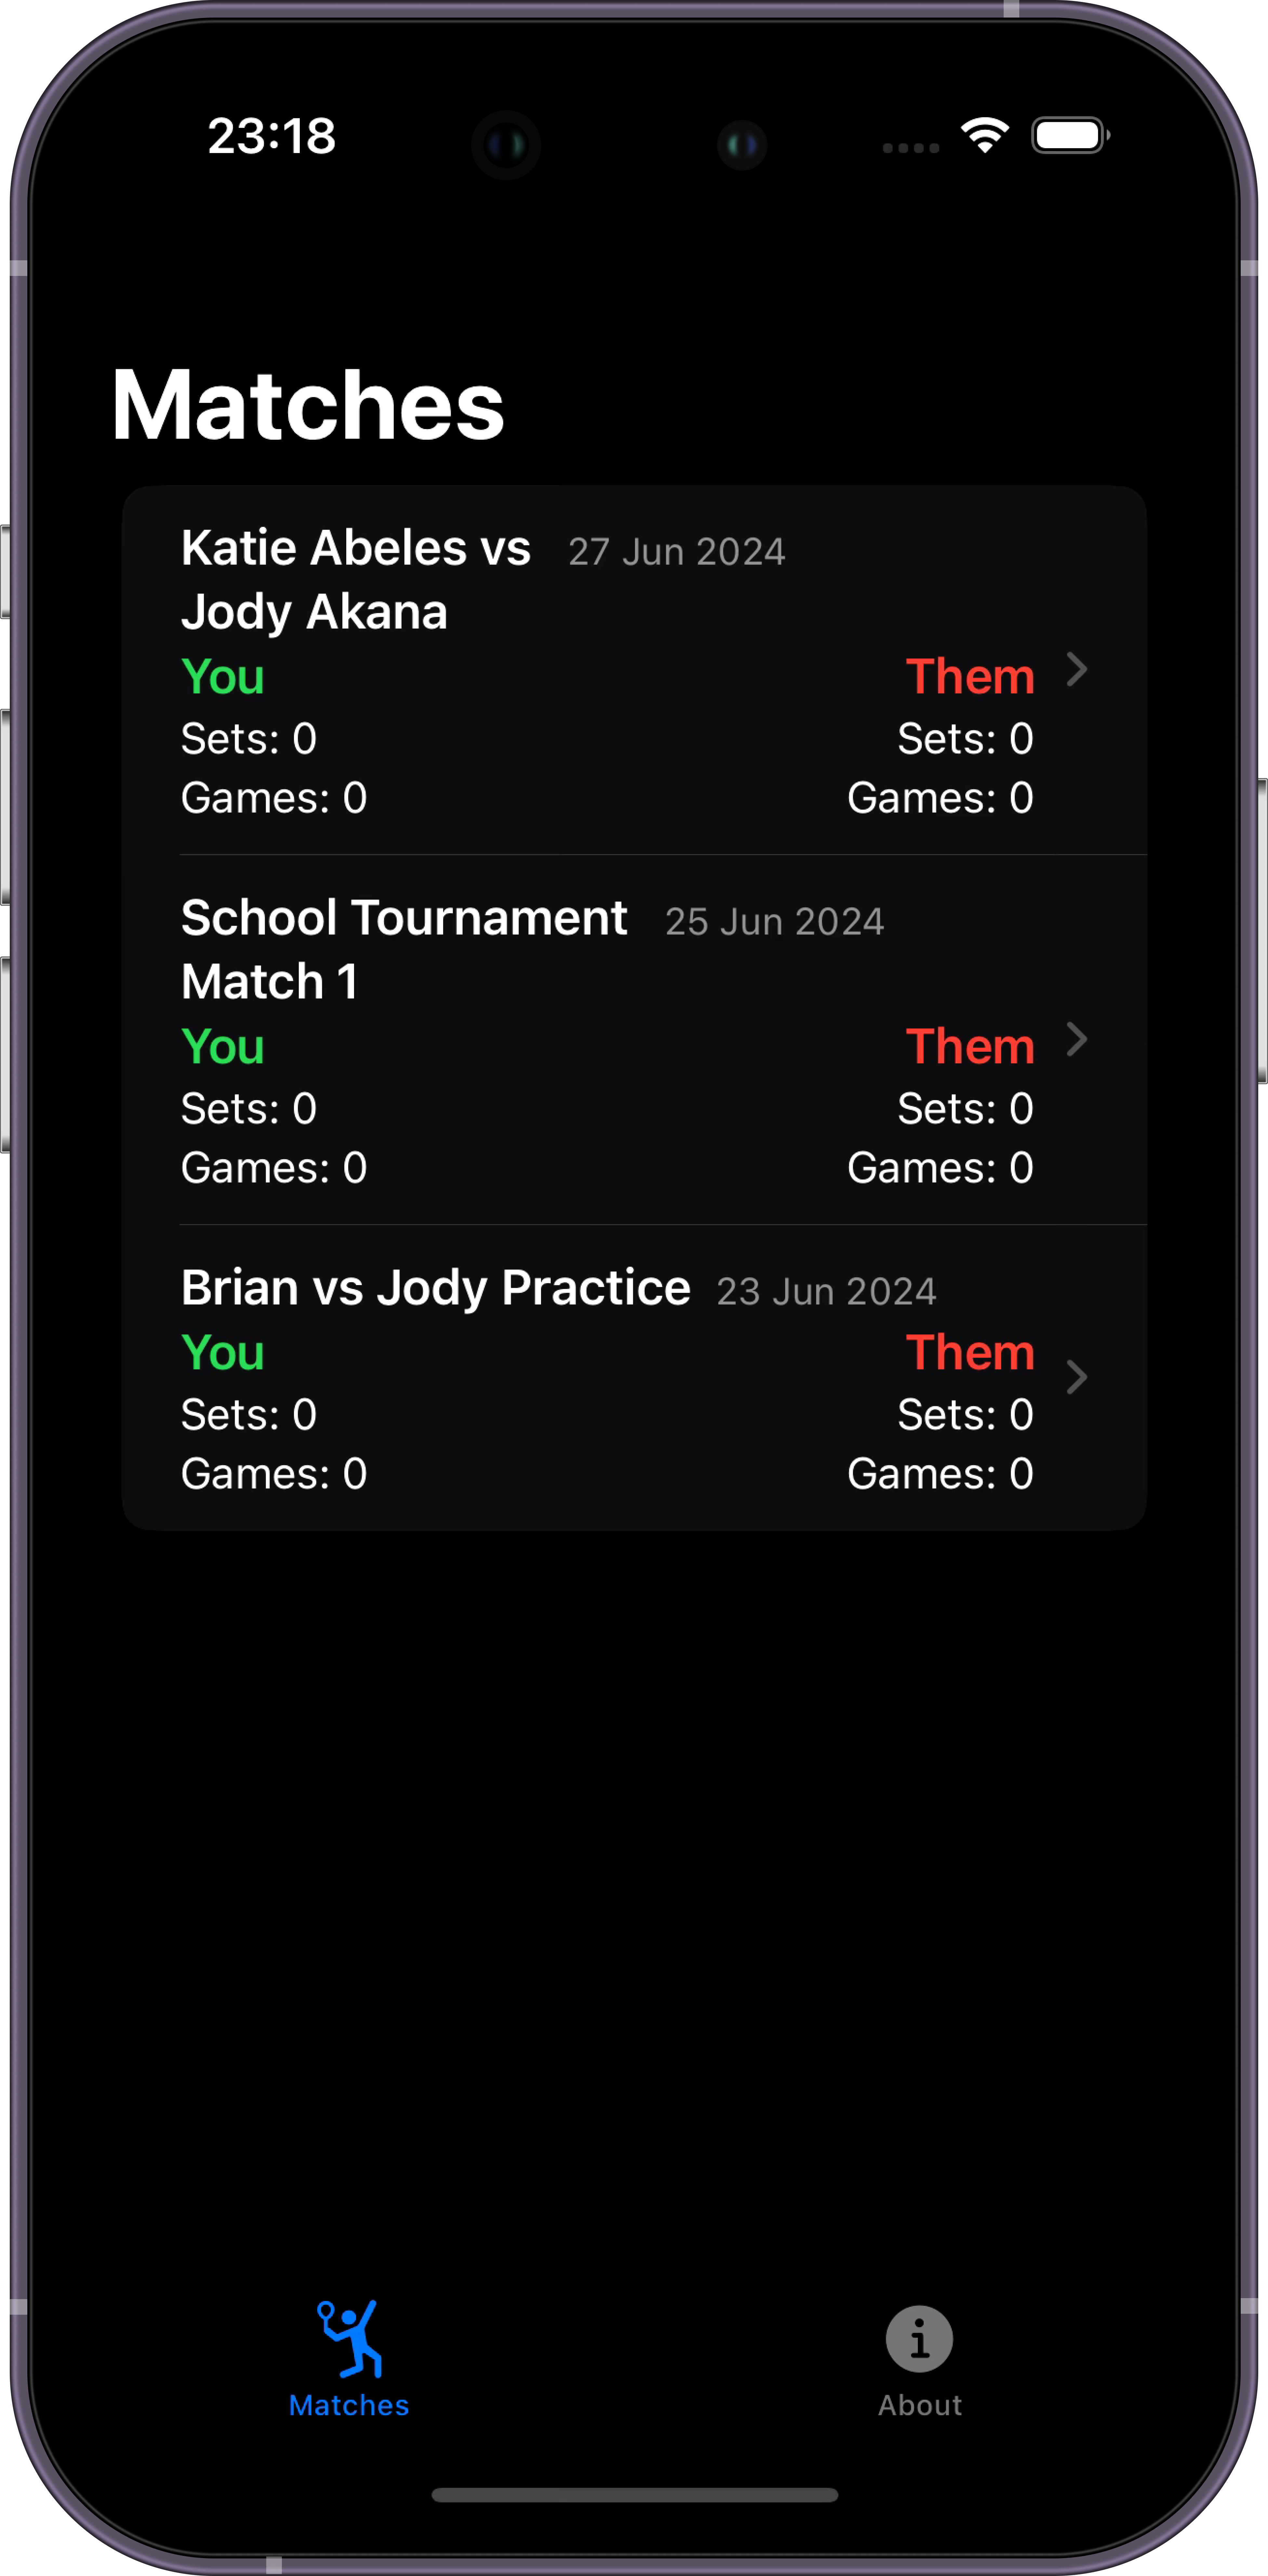 23:18
Matches
Katie Abeles vs 27 Jun 2024
Jody Akana
You Them
Sets: 0 Sets: 0
Games: 0 Games: 0
School Tournament 25 Jun 2024
Match 1
You Them
Sets: 0 Sets: 0
Games: 0 Games: 0
Brian vs Jody Practice 23 Jun 2024
You Them
Sets: 0 Sets: 0
Games: 0 Games: 0
Matches About